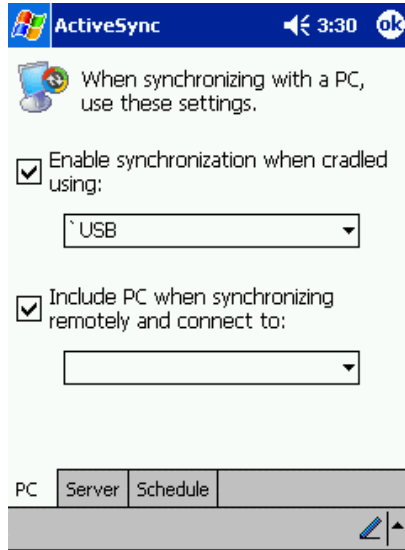 ActiveSync 3:30 ok
When synchronizing with a PC,
use these settings.
Enable synchronization when cradled
using:
`USB
Include PC when synchronizing
remotely and connect to:
PC Server Schedule